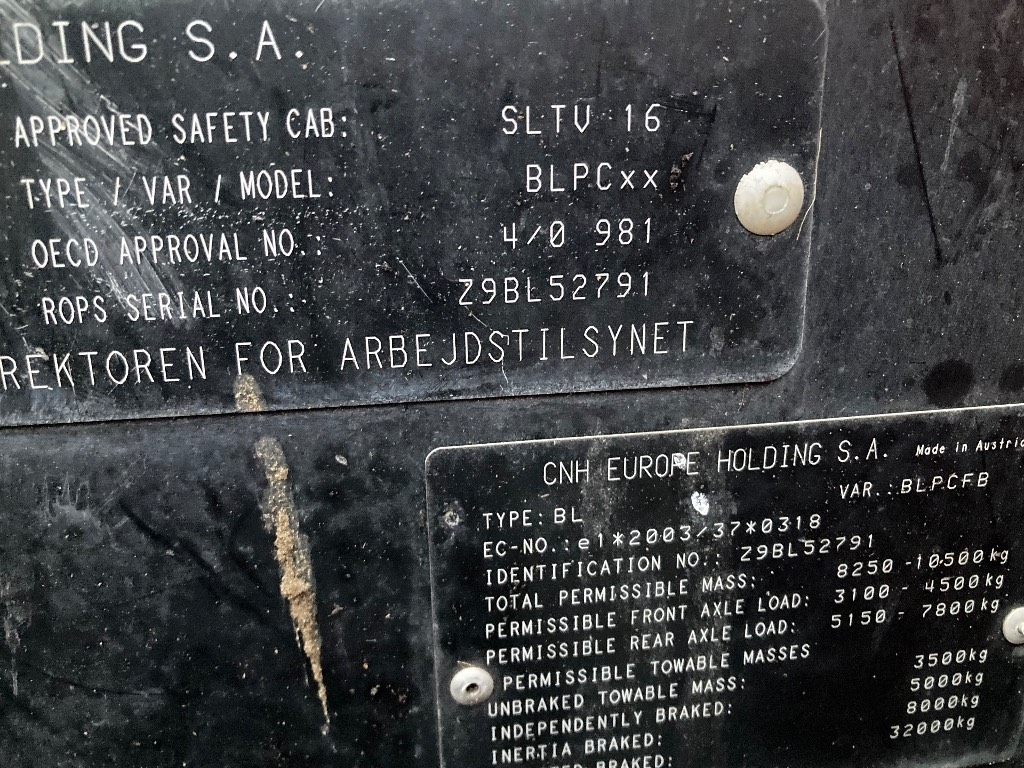 LDING S.A.
APPROVED SAFETY CAB: SLTV 16
TYPE / VAR / MODEL: BLPCxx
OECD APPROVAL NO.: 4/0 981
ROPS SERIAL NO.: Z9BL52791
REKTOREN FOR ARBEJDSTILSYNET
CNH EUROPE HOLDING S.A. Made in Austria
TYPE: BL VAR.: BLPCFB
EC-NO.: e1*2003/37*0318
IDENTIFICATION NO.: Z9BL52791
TOTAL PERMISSIBLE MASS: 8250 - 10500 kg
PERMISSIBLE FRONT AXLE LOAD: 3100 - 4500 kg
PERMISSIBLE REAR AXLE LOAD: 5150 - 7800 kg
PERMISSIBLE TOWABLE MASSES
UNBRAKED TOWABLE MASS: 3500kg
INDEPENDENTLY BRAKED: 5000kg
INERTIA BRAKED: 8000kg
BRAKED: 32000kg